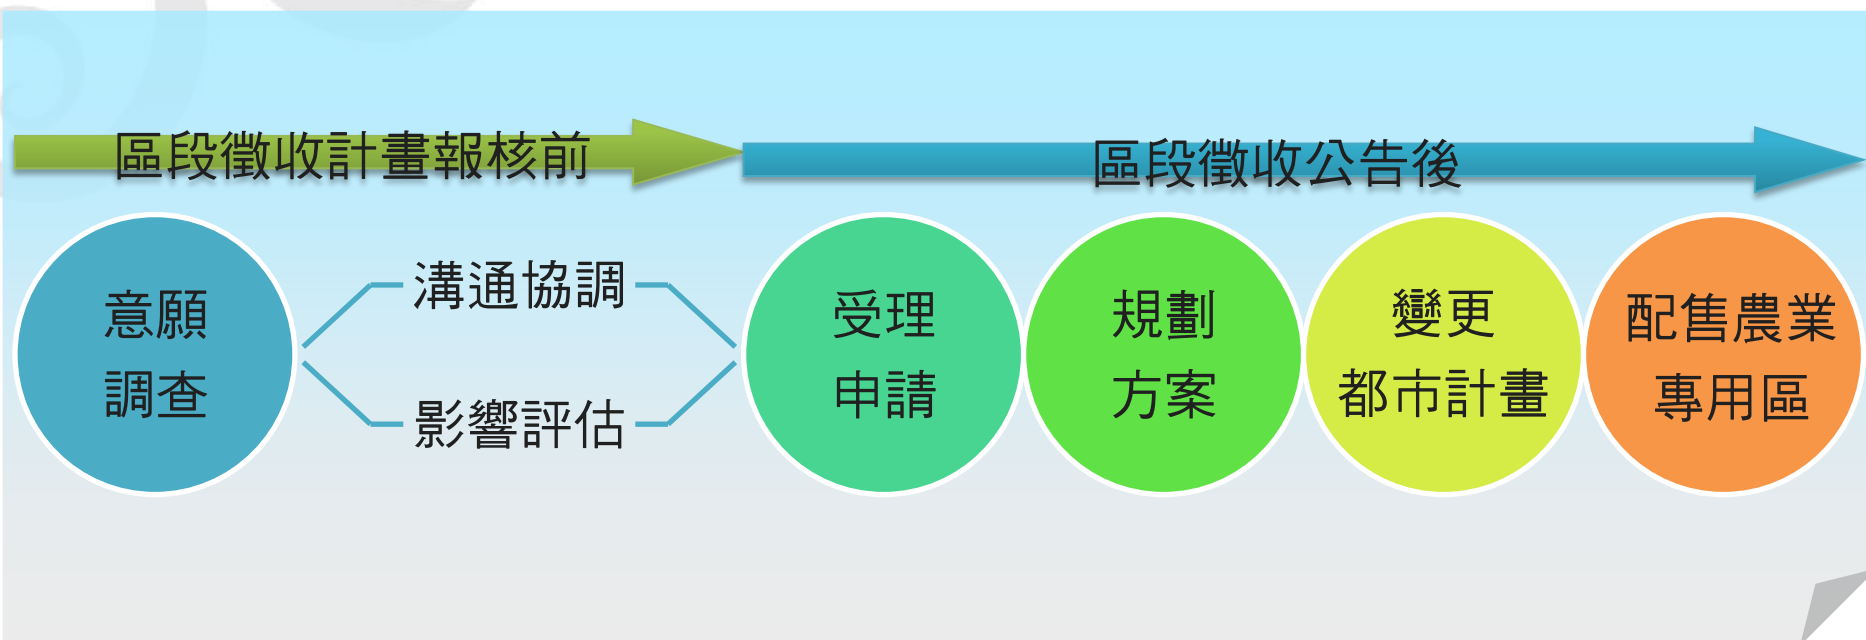 區段徵收計畫報核前
區段徵收公告後
意願
調查
溝通協調
影響評估
受理
申請
規劃
方案
變更
都市計畫
配售農業
專用區